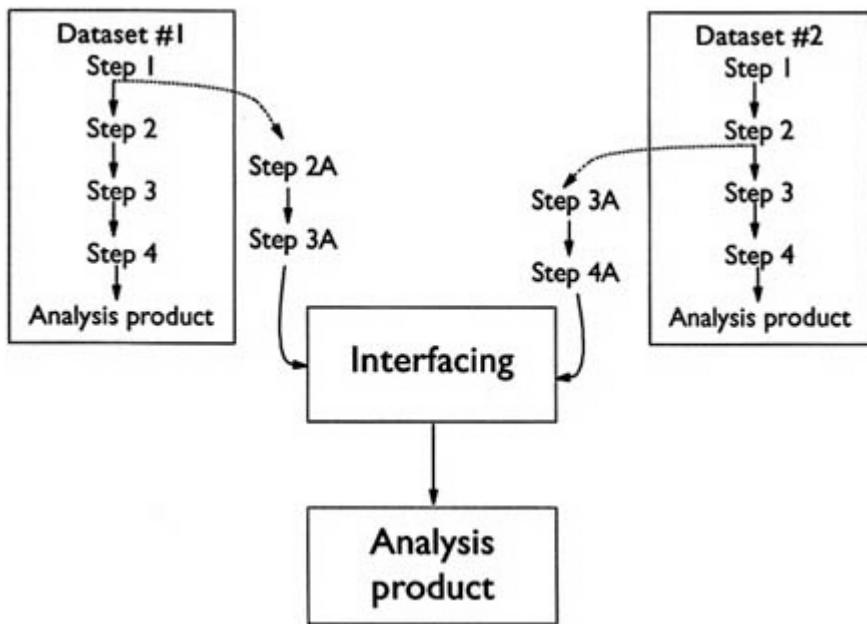 Dataset #1
Step 1
Step 2
Step 3
Step 4
Analysis product
Step 2A
Step 3A
Dataset #2
Step 1
Step 2
Step 3
Step 4
Analysis product
Step 3A
Step 4A
Interfacing
Analysis
product